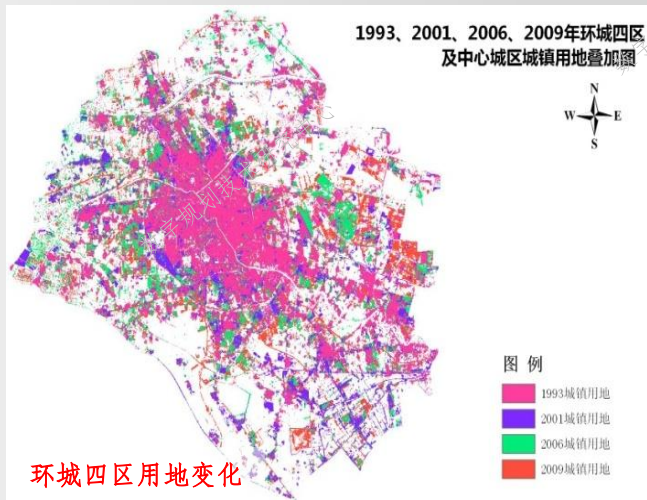 1993、2001、2006、2009年环城四区
及中心城区城镇用地叠加图
N
W
E
S
图 例
1993城镇用地
2001城镇用地
2006城镇用地
2009城镇用地
环城四区用地变化